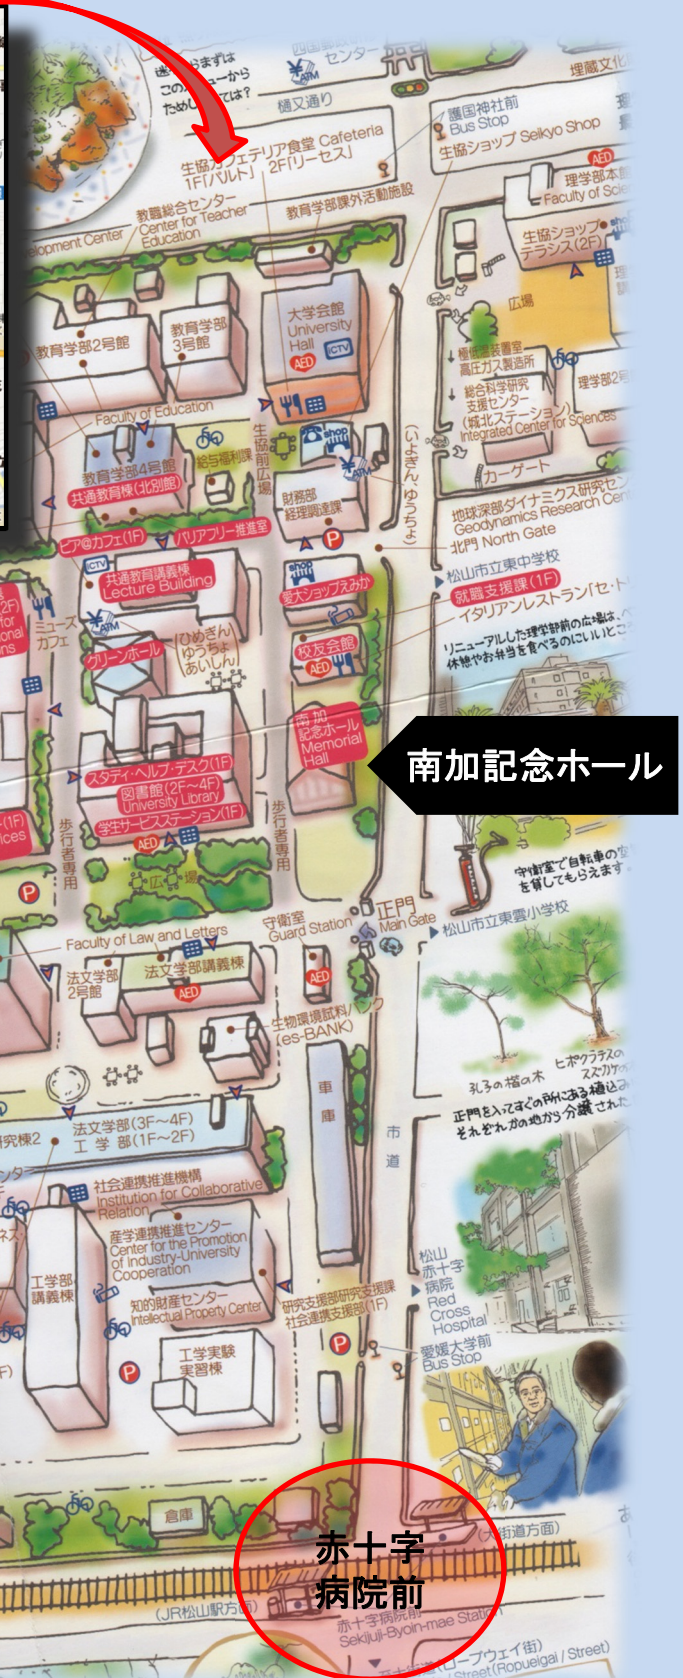 センター
ATM
埋蔵文化
このメニューから
ためしては?
樋又通り
護国神社前
Bus Stop
生協ショップ Seikyo Shop
生協カフェテリア食堂 Cafeteria
1F「パルト」 2F「リーセス」
AED
理学部本館
Faculty of Scie
教職総合センター
Center for Teacher
Education
教育学部課外活動施設
elopment Center
生協ショップ
テラシス(2F)
shop
広場
大学会館
University
Hall
AED
ICTV
教育学部2号館
教育学部
3号館
極低温装置室
高圧ガス製造所
総合科学研究
支援センター
(城北ステーション)
Integrated Center for Sciences
理学部2号
Faculty of Education
教育学部4号館
共通教育棟(北別館)
給与福利課
生協前広場
shop
ATM
(いよぎん、ゆうちょ)
財務部
経理調達課
カーゲート
地球深部ダイナミクス研究セン
Geodynamics Research Cen
北門 North Gate
ピア@カフェ(1F)
バリアフリー推進室
P
ICTV
共通教育講義棟
Lecture Building
shop
愛大ショップえみか
松山市立東中学校
就職支援課(1F)
イタリアンレストラン「セ・ト
ミューズ
カフェ
ATM
(ひめぎん
ゆうちょ
あいしん)
グリーンホール
校友会館
AED
リニューアルした理学部前の広場は、ベ
休憩やお弁当を食べるのにいいところ
南加
記念ホール
Memorial
Hall
南加記念ホール
スタディ・ヘルプ・デスク(1F)
図書館(2F～4F)
University Library
学生サービスステーション(1F)
AED
歩行者専用
歩行者専用
広場
P
守衛室で自転車の空
を貸してもらえます。
正門
Main Gate
松山市立東雲小学校
守衛室
Guard Station
AED
Faculty of Law and Letters
法文学部
2号館
法文学部講義棟
AED
生物環境試料バンク
(es-BANK)
孔子の楷の木
ヒポクラテスの
スズカケの
正門を入ってすぐの所にある植込み
それぞれの地から分譲された
車庫
市道
究棟2
法文学部(3F～4F)
工学部(1F～2F)
社会連携推進機構
Institution for Collaborative
Relation
産学連携推進センター
Center for the Promotion
of Industry-University
Cooperation
知的財産センター
Intellectual Property Center
工学部
講義棟
研究支援部研究支援課
社会連携支援部(1F)
松山
赤十字
病院
Red
Cross
Hospital
P
P
工学実験
実習棟
愛媛大学前
Bus Stop
倉庫
赤十字
病院前
(大街道方面)
(JR松山駅方面)
赤十字病院前
Sekijuji-Byoin-mae Station